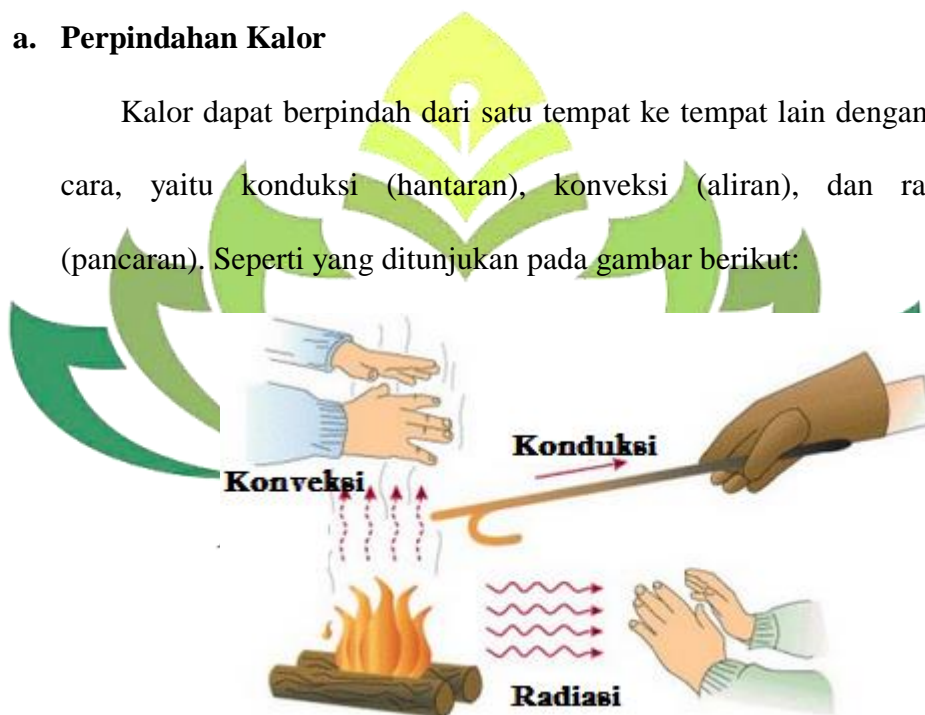 a. Perpindahan Kalor
Kalor dapat berpindah dari satu tempat ke tempat lain dengan
cara, yaitu konduksi (hantaran), konveksi (aliran), dan ra
(pancaran). Seperti yang ditunjukan pada gambar berikut:
Konduksi
Konveksi
Radiasi